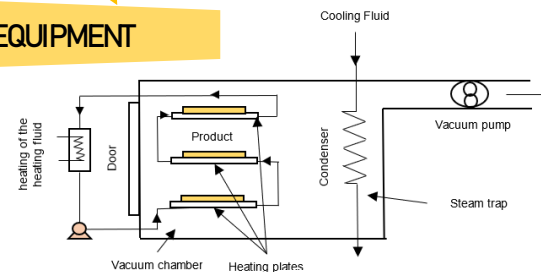 EQUIPMENT
Cooling Fluid
heating of the
heating fluid
Door
Product
Condenser
Vacuum pump
Steam trap
Vacuum chamber
Heating plates